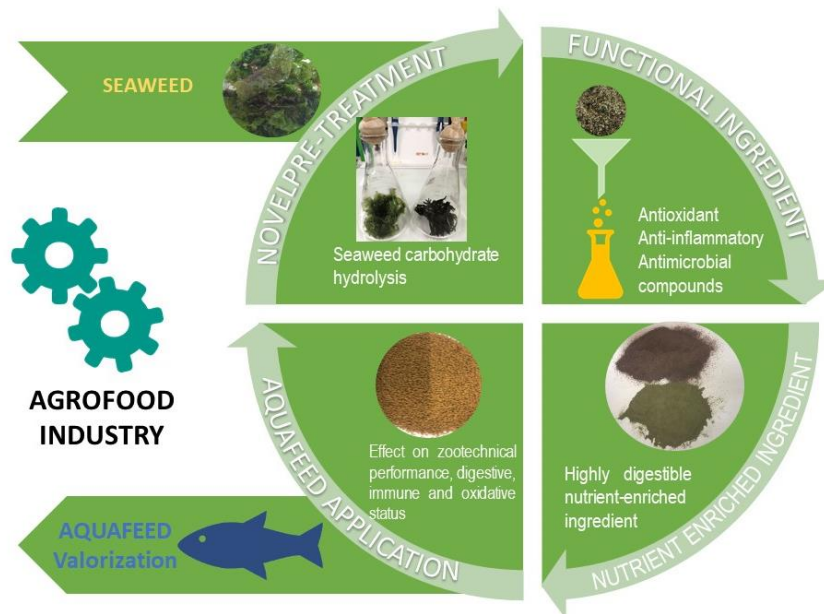 SEAWEED
NOVELPRE-TREATMENT
Seaweed carbohydrate
hydrolysis
FUNCTIONAL INGREDIENT
Antioxidant
Anti-inflammatory
Antimicrobial
compounds
NUTRIENT ENRICHED INGREDIENT
Highly digestible
nutrient-enriched
ingredient
AQUAFEED APPLICATION
Effect on zootechnical
performance, digestive,
immune and oxidative
status
AGROFOOD
INDUSTRY
AQUAFEED
Valorization